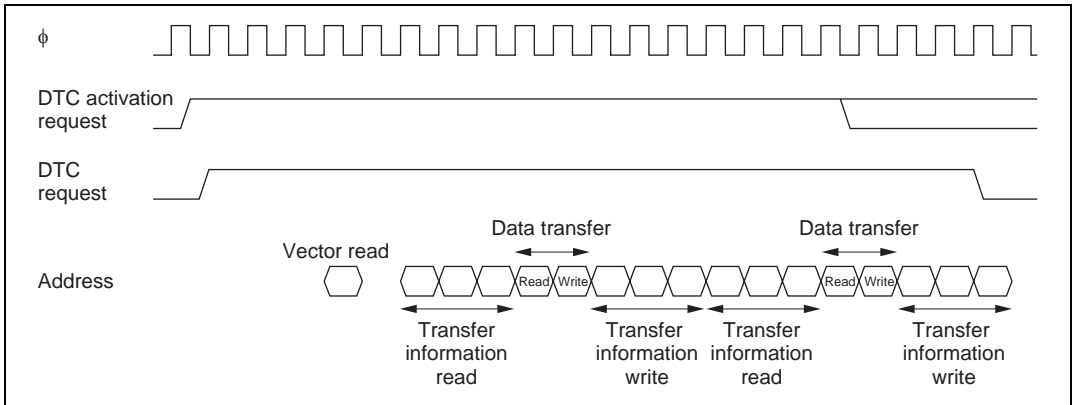 ϕ
DTC activation
request
DTC
request
Data transfer
Data transfer
Vector read
Address
Read Write
Read Write
Transfer
information
read
Transfer
information
write
Transfer
information
read
Transfer
information
write